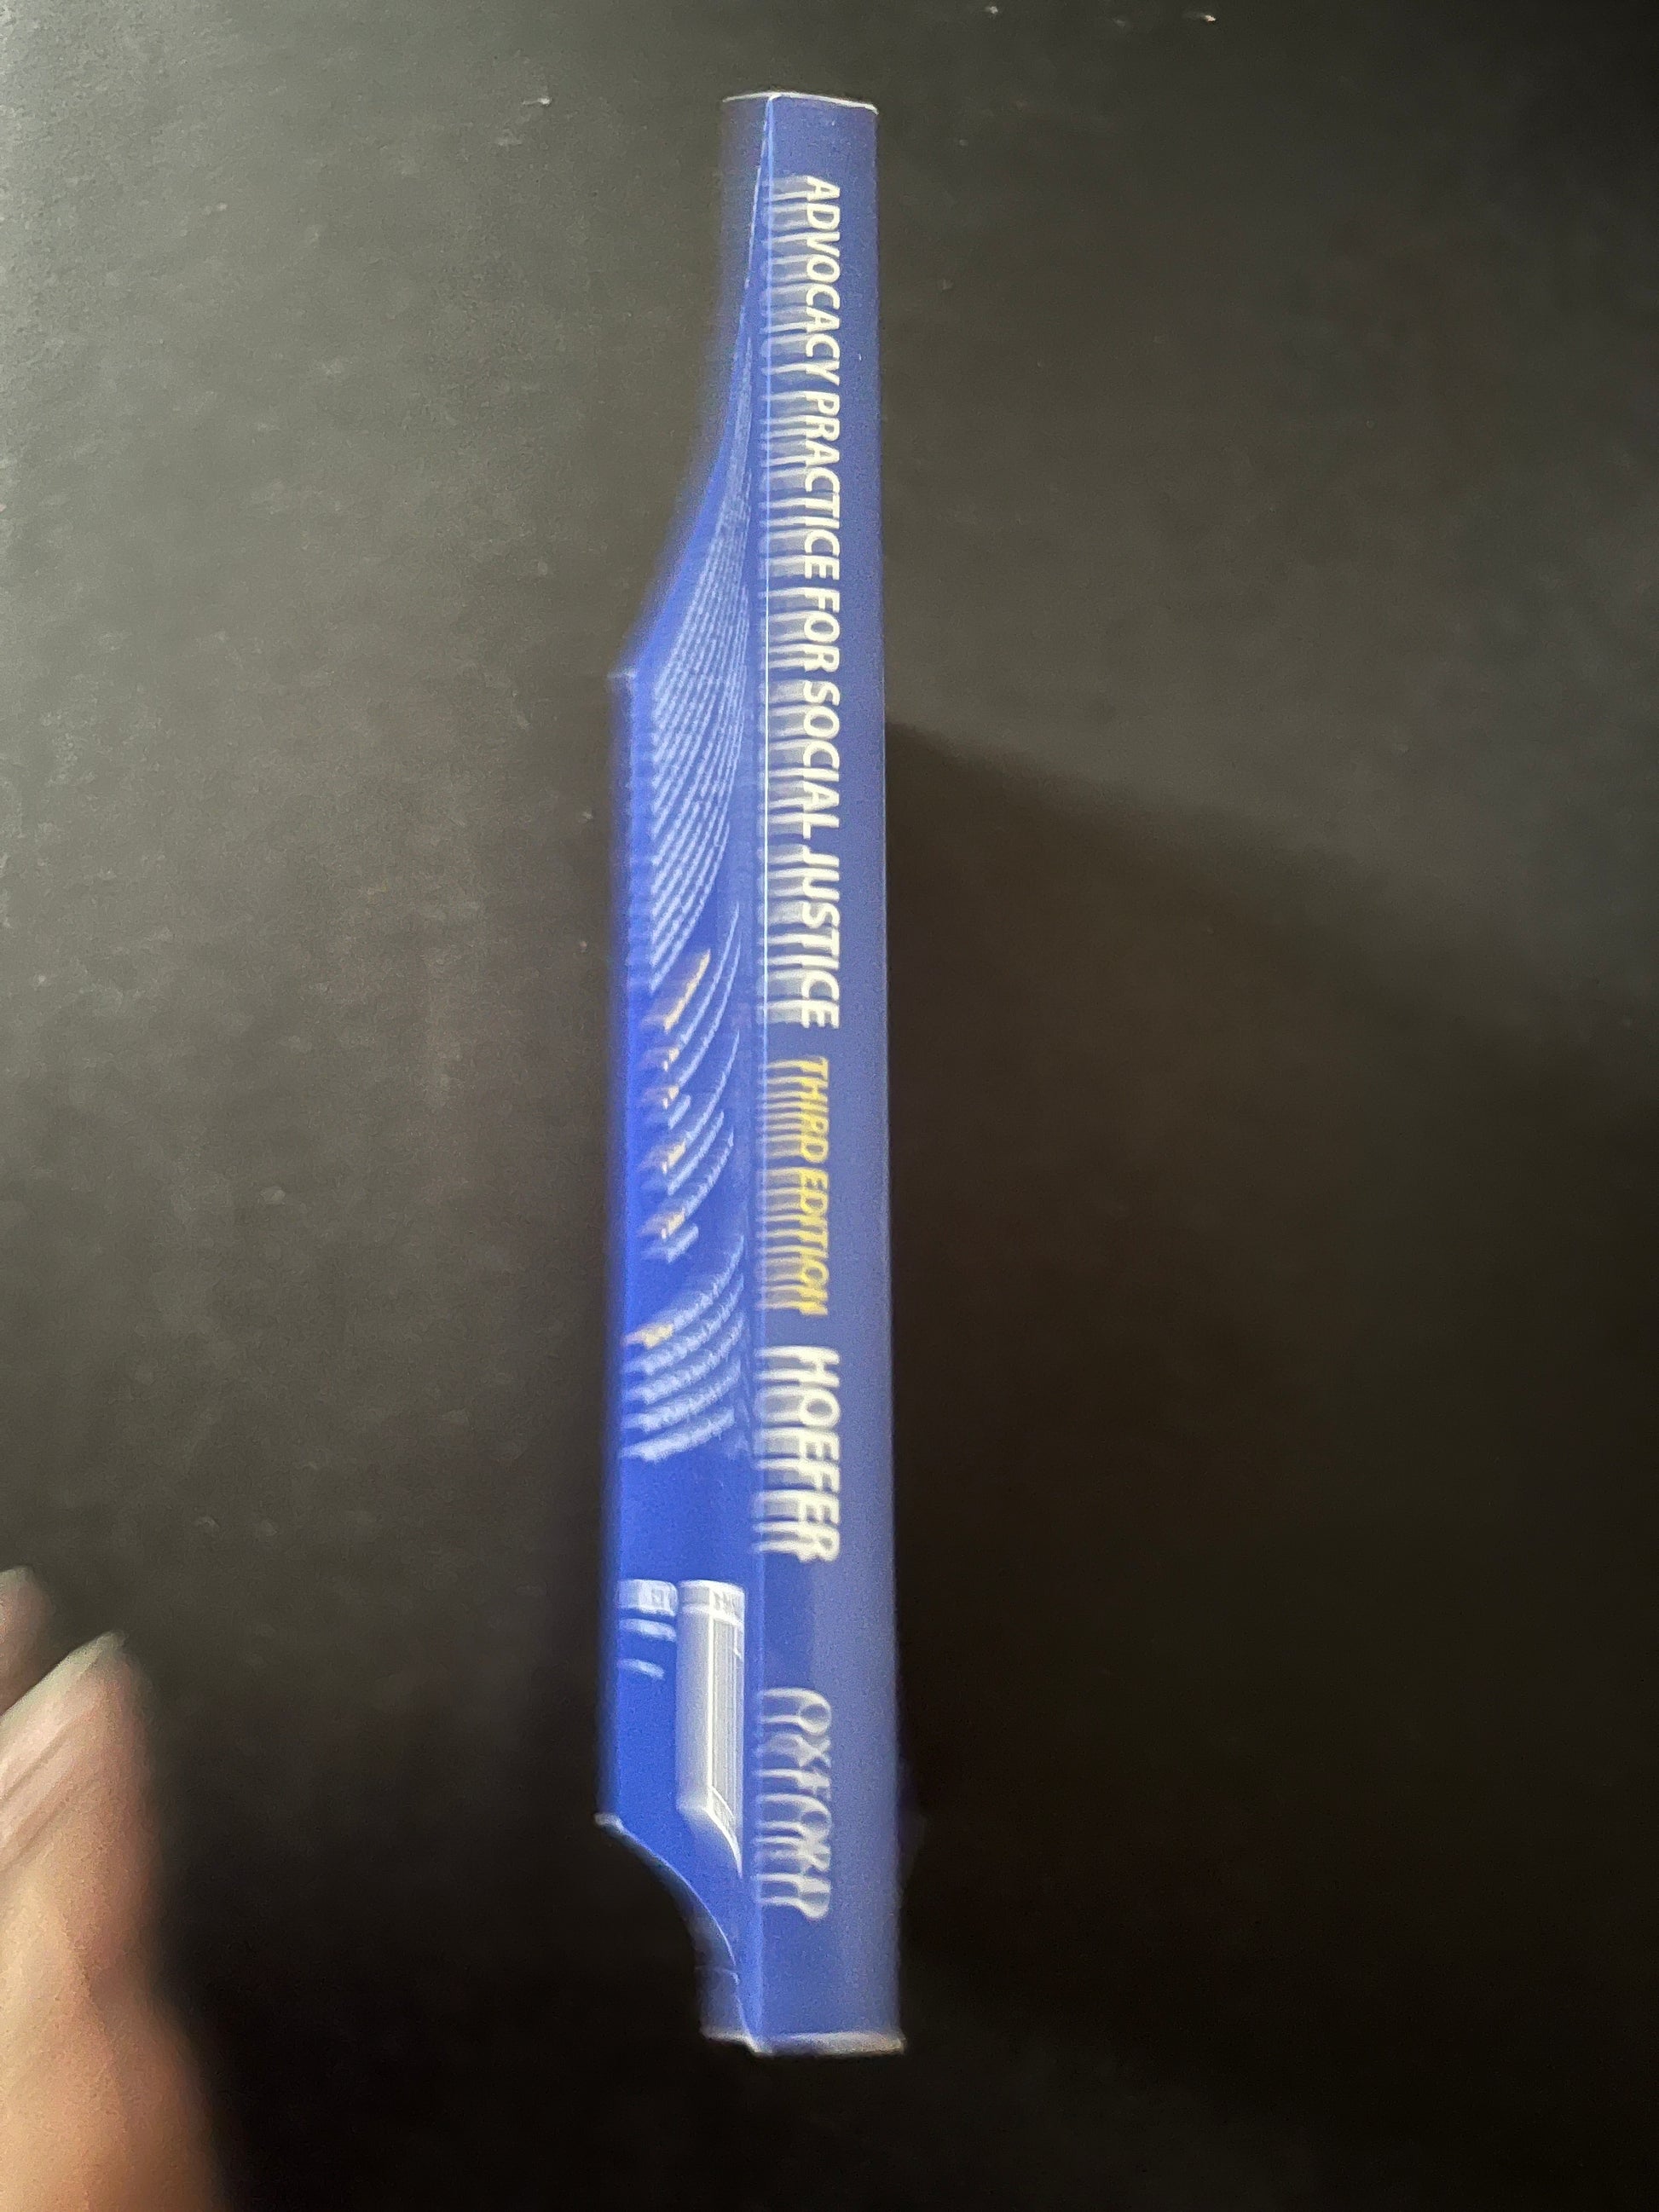 ADVOCACY PRACTICE FOR SOCIAL JUSTICE THIRD EDITION HOEFER OXFORD